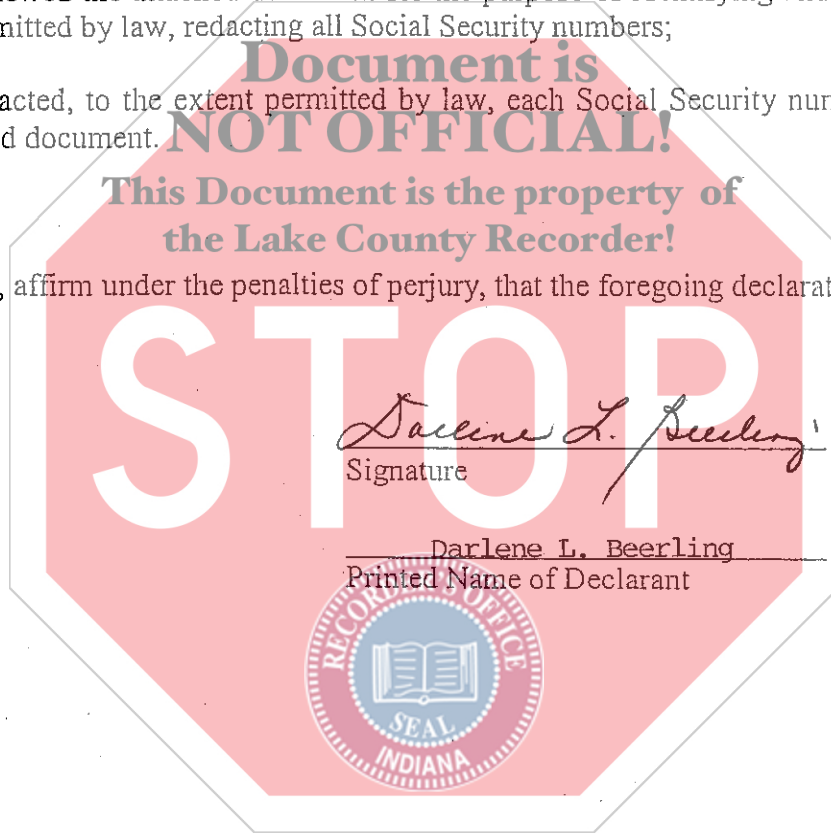 mitted by law, redacting all Social Security numbers;
Document is
acted, to the extent permitted by law, each Social Security num
d document.
NOT OFFICIAL!
This Document is the property of
the Lake County Recorder!
, affirm under the penalties of perjury, that the foregoing declarat
STOP
Darlene L. Beerling
Signature
Darlene L. Beerling
Printed Name of Declarant
RECORDER'S OFFICE
SEAL
INDIANA